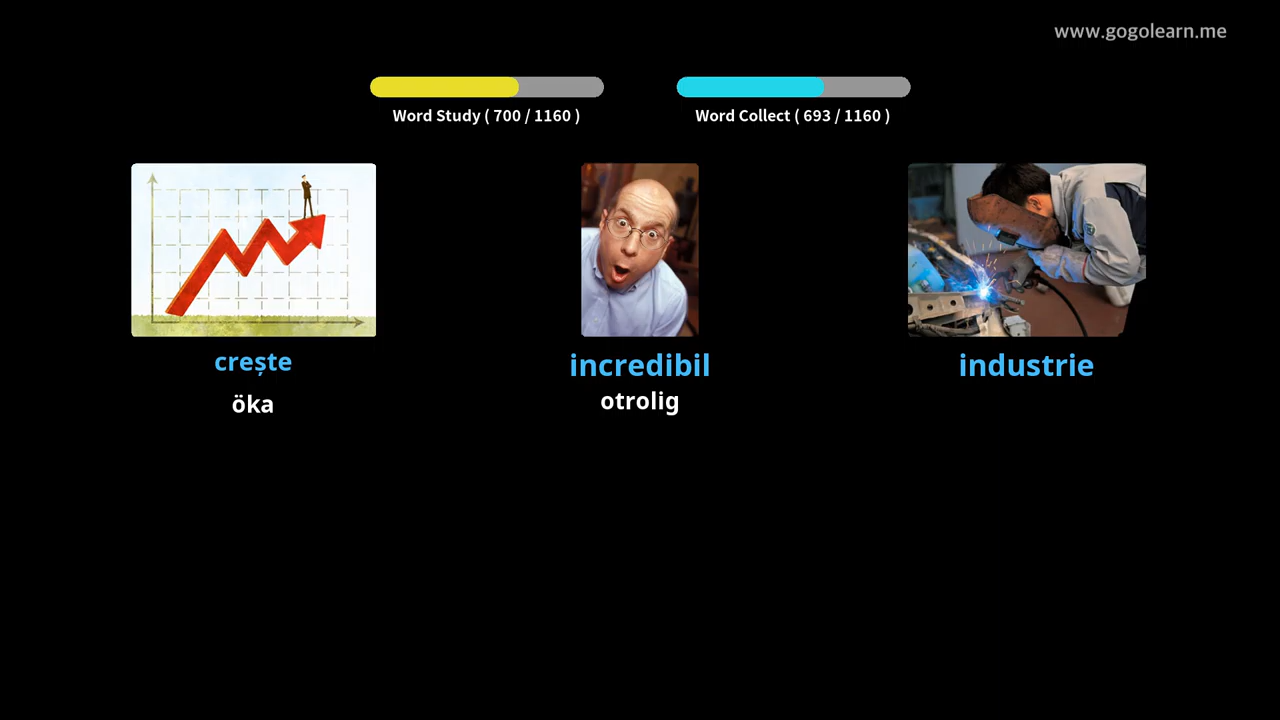 www.gogolearn.me
Word Study ( 700 / 1160 )
Word Collect ( 693 / 1160 )
crește
incredibil
industrie
öka
otrolig